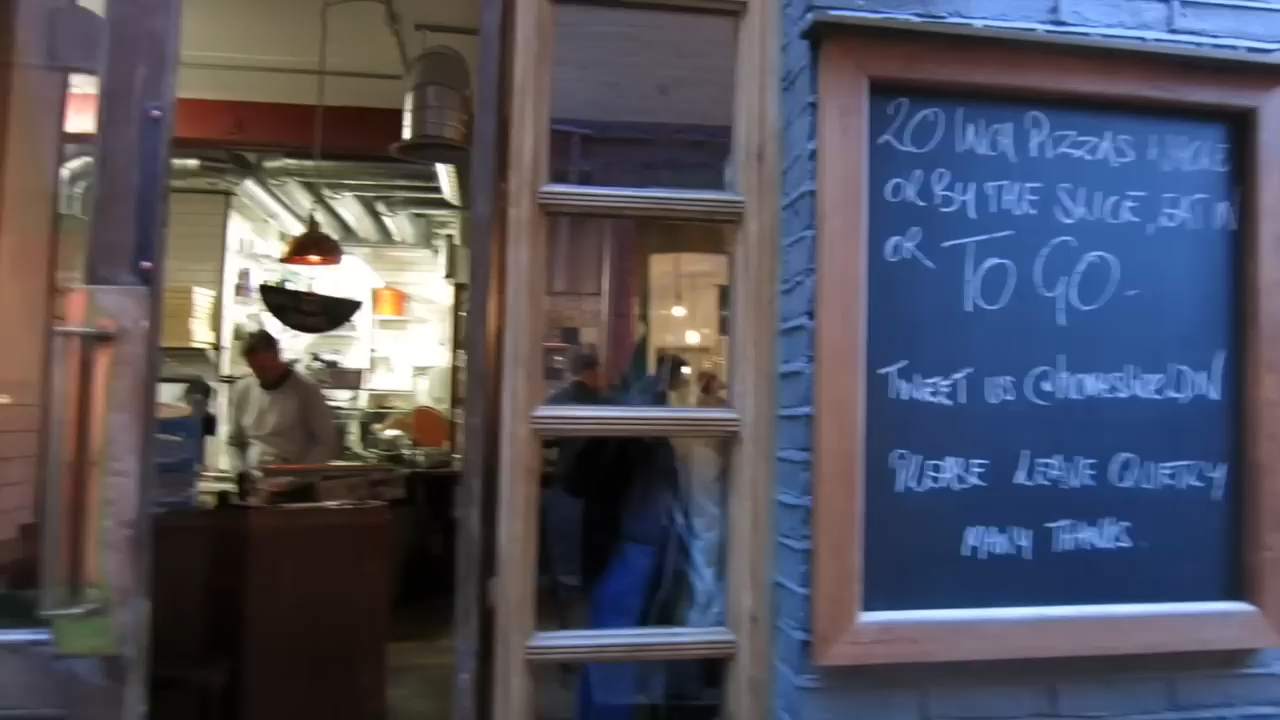 20 INCH PIZZAS WHOLE
OR BY THE SLICE, EAT IN
OR TO GO-
TWEET US
PLEASE LEAVE QUIETLY
MANY THANKS.